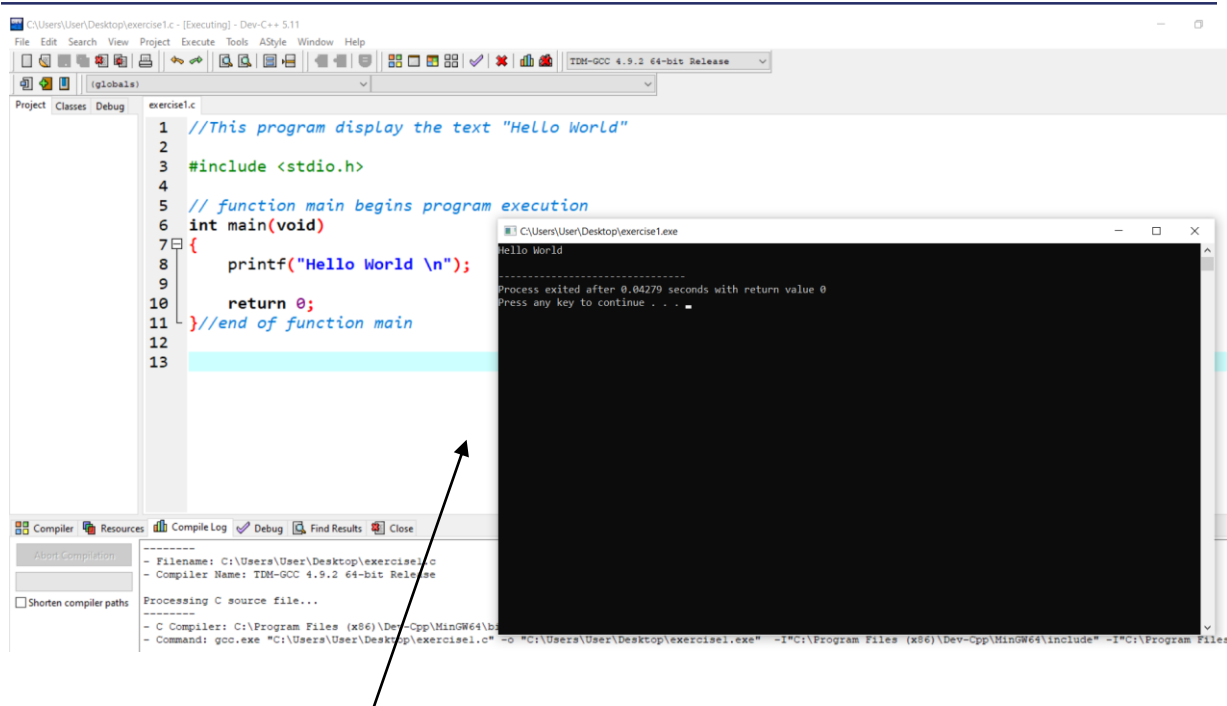 C:\Users\User\Desktop\exercise1.c - [Executing] - Dev-C++ 5.11
File Edit Search View Project Execute Tools AStyle Window Help
TDM-GCC 4.9.2 64-bit Release
(globals)
Project Classes Debug
exercise1.c
1 //This program display the text "Hello World"
2
3 #include <stdio.h>
4
5 // function main begins program execution
6 int main(void)
7 {
8 printf("Hello World \n");
9
10 return 0;
11 }//end of function main
12
13
C:\Users\User\Desktop\exercise1.exe
Hello World
--------------------------------
Process exited after 0.04279 seconds with return value 0
Press any key to continue . . .
Compiler Resources Compile Log Debug Find Results Close
Abort Compilation
Shorten compiler paths
--------
- Filename: C:\Users\User\Desktop\exercise1.c
- Compiler Name: TDM-GCC 4.9.2 64-bit Release
Processing C source file...
--------
- C Compiler: C:\Program Files (x86)\Dev-Cpp\MinGW64\bi
- Command: gcc.exe "C:\Users\User\Desktop\exercise1.c" -o "C:\Users\User\Desktop\exercise1.exe" -I"C:\Program Files (x86)\Dev-Cpp\MinGW64\include" -I"C:\Program Files